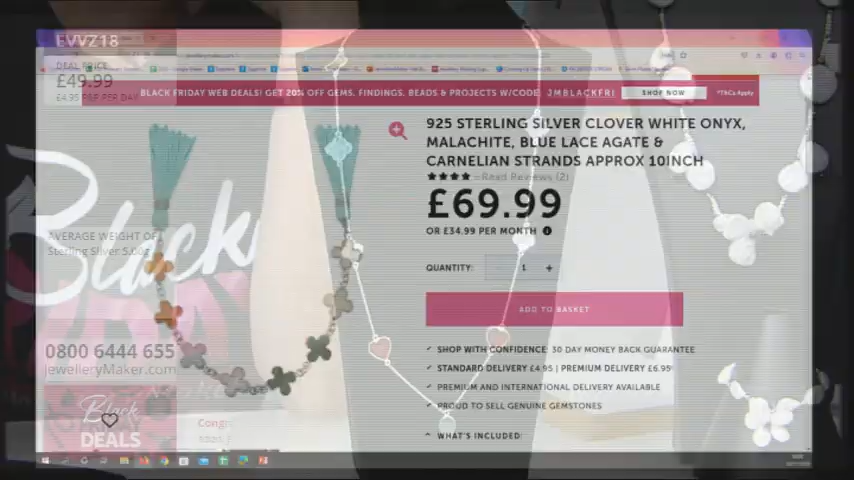 EVVZ18
DEAL PRICE
£49.99
£4.95 P&P PER DAY
BLACK FRIDAY WEB DEALS! GET 20% OFF GEMS, FINDINGS, BEADS & PROJECTS W/CODE: JMBLACKFRI
SHOP NOW
*T&Cs Apply
925 STERLING SILVER CLOVER WHITE ONYX,
MALACHITE, BLUE LACE AGATE &
CARNELIAN STRANDS APPROX 10INCH
Read Reviews (2)
£69.99
OR £34.99 PER MONTH
QUANTITY:
1 +
ADD TO BASKET
✓ SHOP WITH CONFIDENCE: 30 DAY MONEY BACK GUARANTEE
✓ STANDARD DELIVERY £4.95 | PREMIUM DELIVERY £6.95
✓ PREMIUM AND INTERNATIONAL DELIVERY AVAILABLE
✓ PROUD TO SELL GENUINE GEMSTONES
WHAT'S INCLUDED:
Black
AVERAGE WEIGHT OF
Sterling Silver 5.00g
0800 6444 655
JewelleryMaker.com
Black
DEALS